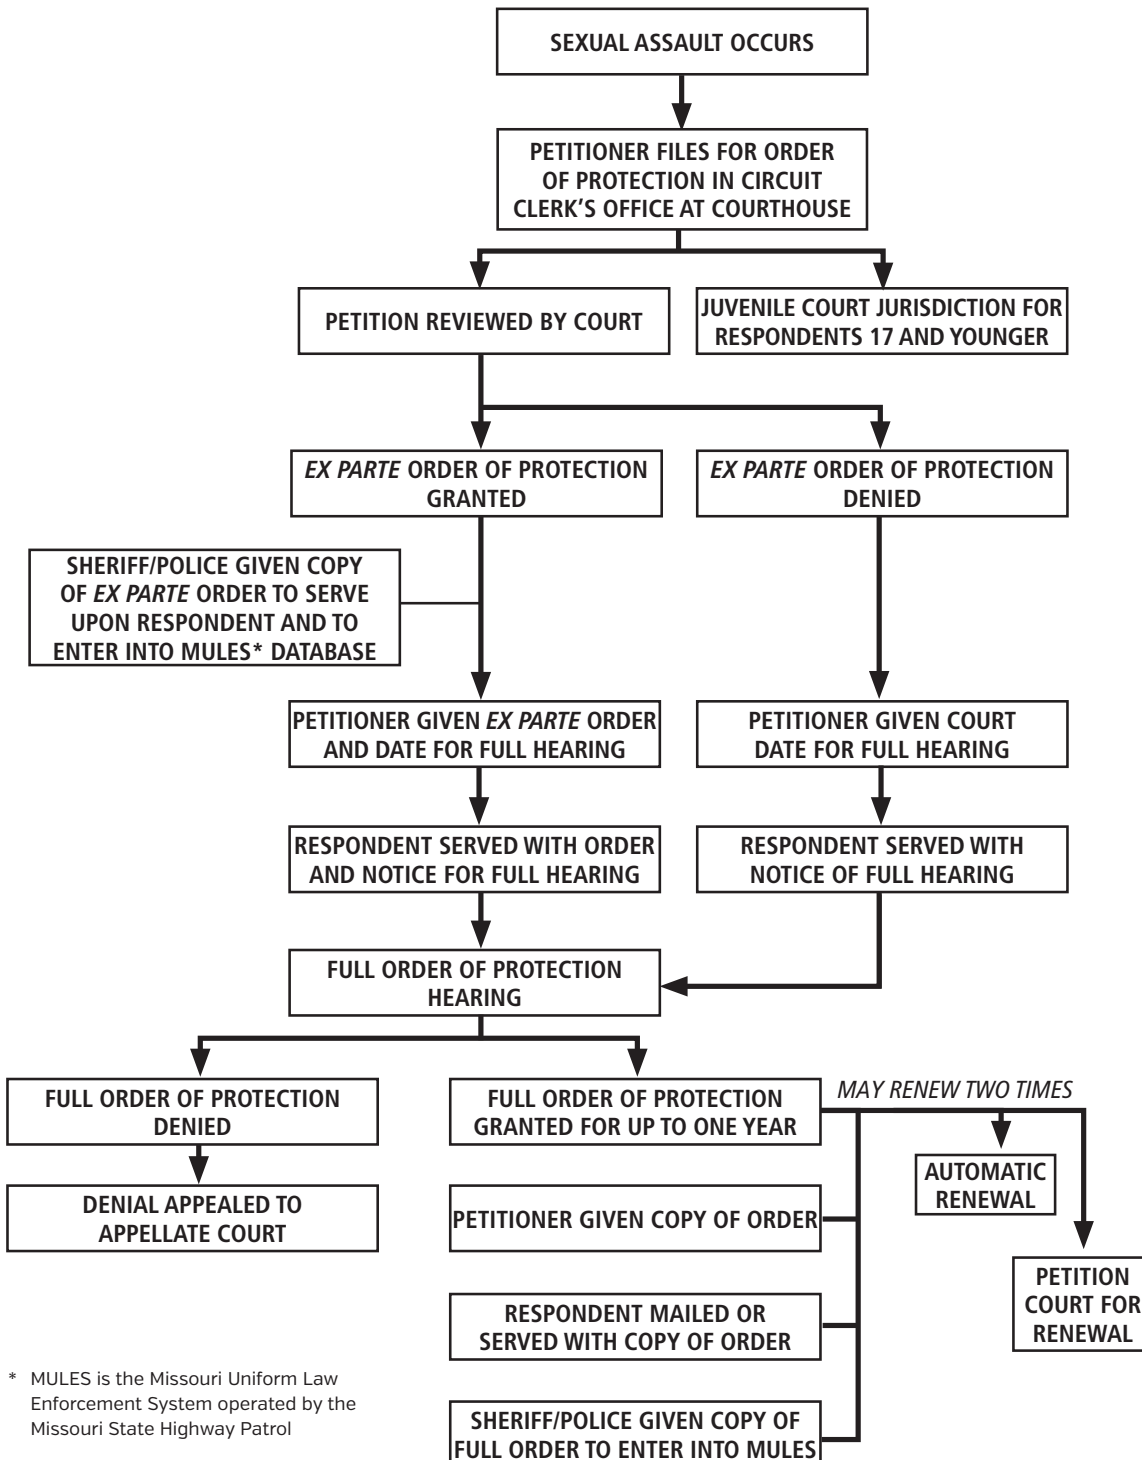 SEXUAL ASSAULT OCCURS
PETITIONER FILES FOR ORDER
OF PROTECTION IN CIRCUIT
CLERK’S OFFICE AT COURTHOUSE
PETITION REVIEWED BY COURT
JUVENILE COURT JURISDICTION FOR
RESPONDENTS 17 AND YOUNGER
EX PARTE ORDER OF PROTECTION
GRANTED
EX PARTE ORDER OF PROTECTION
DENIED
SHERIFF/POLICE GIVEN COPY
OF EX PARTE ORDER TO SERVE
UPON RESPONDENT AND TO
ENTER INTO MULES* DATABASE
PETITIONER GIVEN EX PARTE ORDER
AND DATE FOR FULL HEARING
PETITIONER GIVEN COURT
DATE FOR FULL HEARING
RESPONDENT SERVED WITH ORDER
AND NOTICE FOR FULL HEARING
RESPONDENT SERVED WITH
NOTICE OF FULL HEARING
FULL ORDER OF PROTECTION
HEARING
FULL ORDER OF PROTECTION
DENIED
FULL ORDER OF PROTECTION
GRANTED FOR UP TO ONE YEAR
MAY RENEW TWO TIMES
DENIAL APPEALED TO
APPELLATE COURT
AUTOMATIC
RENEWAL
PETITIONER GIVEN COPY OF ORDER
PETITION
COURT FOR
RENEWAL
RESPONDENT MAILED OR
SERVED WITH COPY OF ORDER
SHERIFF/POLICE GIVEN COPY OF
FULL ORDER TO ENTER INTO MULES
* MULES is the Missouri Uniform Law
Enforcement System operated by the
Missouri State Highway Patrol